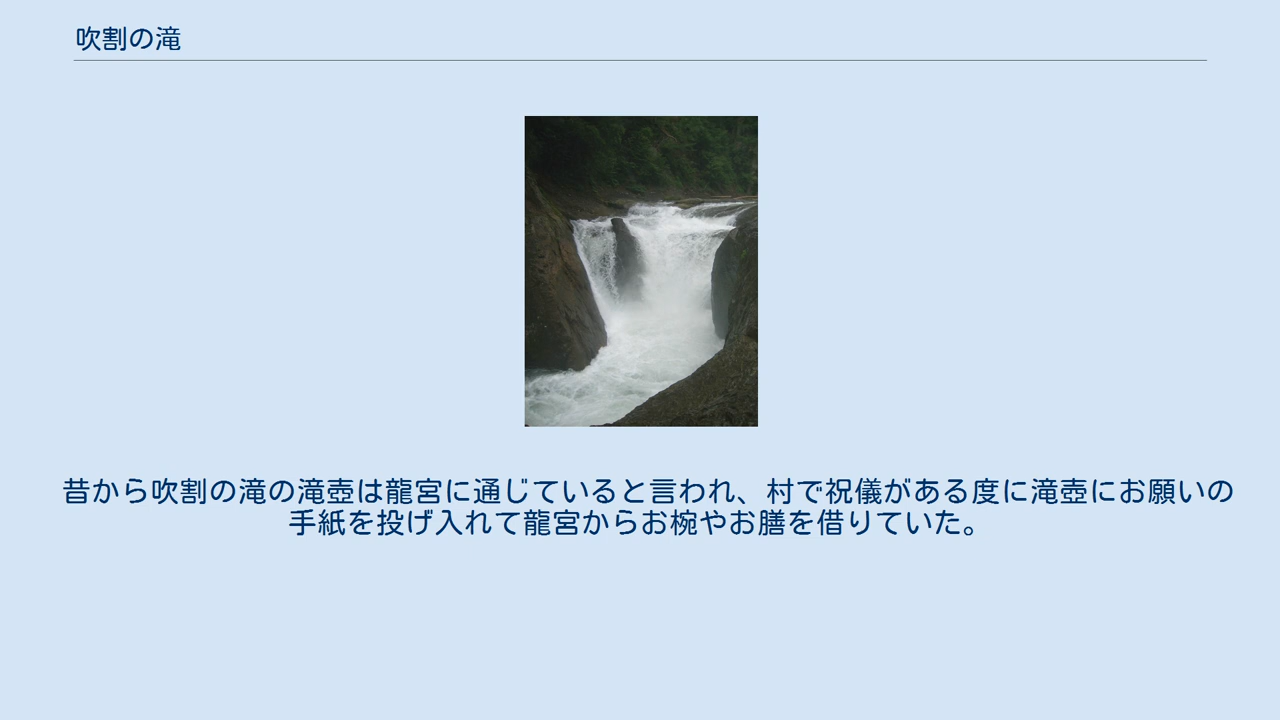 吹割の滝
昔から吹割の滝の滝壺は龍宮に通じていると言われ、村で祝儀がある度に滝壺にお願いの
手紙を投げ入れて龍宮からお椀やお膳を借りていた。